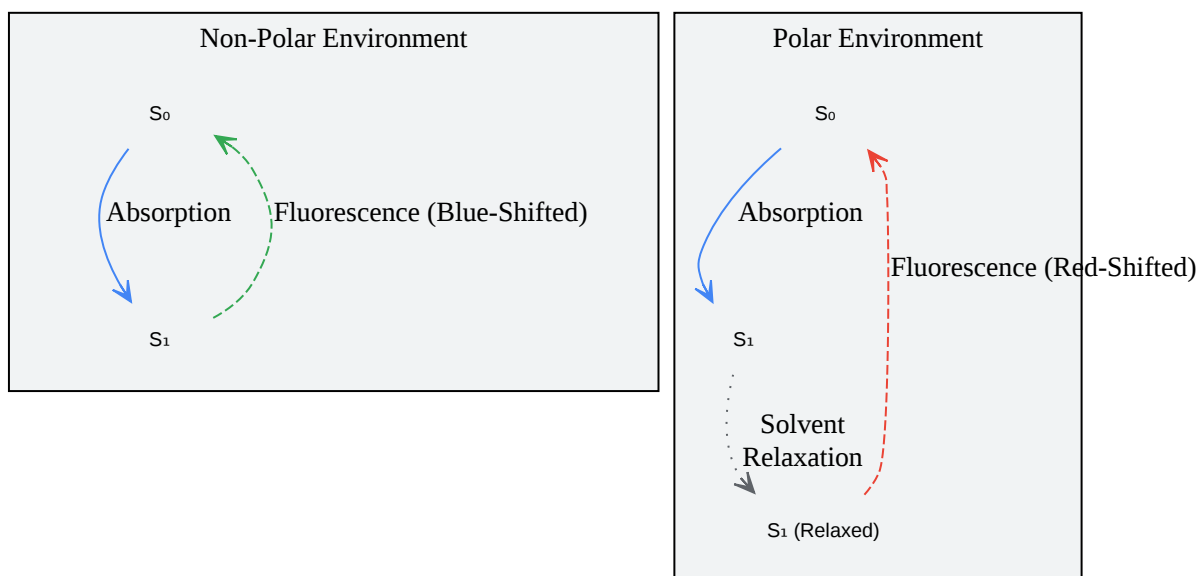 Non-Polar Environment
S₀
Absorption
Fluorescence (Blue-Shifted)
S₁
Polar Environment
S₀
Absorption
Fluorescence (Red-Shifted)
S₁
Solvent
Relaxation
S₁ (Relaxed)